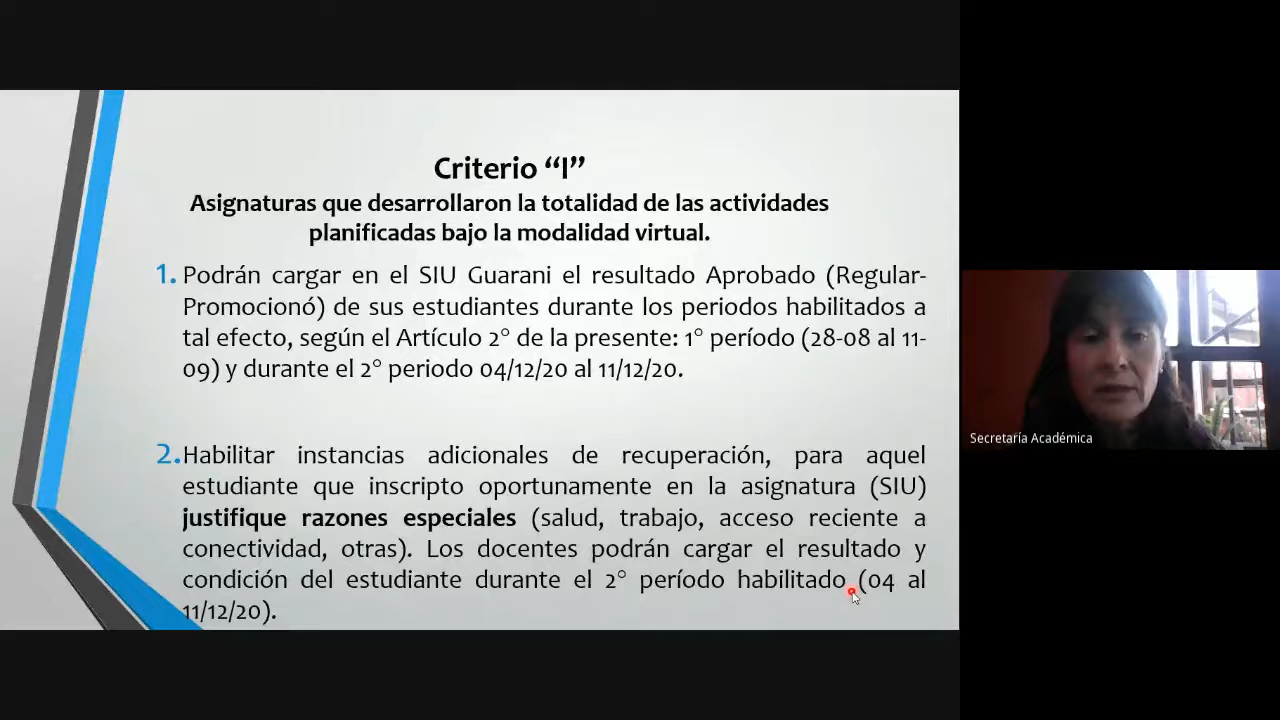 Criterio “I”
Asignaturas que desarrollaron la totalidad de las actividades
planificadas bajo la modalidad virtual.
1. Podrán cargar en el SIU Guarani el resultado Aprobado (Regular-
Promocionó) de sus estudiantes durante los periodos habilitados a
tal efecto, según el Artículo 2° de la presente: 1° período (28-08 al 11-
09) y durante el 2° periodo 04/12/20 al 11/12/20.
2. Habilitar instancias adicionales de recuperación, para aquel
estudiante que inscripto oportunamente en la asignatura (SIU)
justifique razones especiales (salud, trabajo, acceso reciente a
conectividad, otras). Los docentes podrán cargar el resultado y
condición del estudiante durante el 2° período habilitado (04 al
11/12/20).
Secretaría Académica